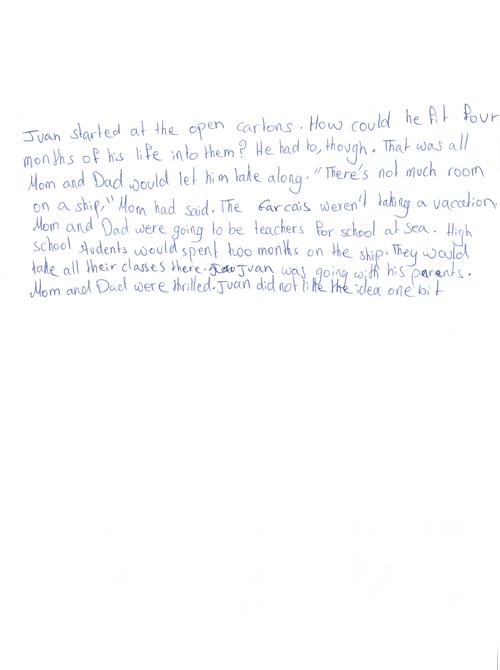 Juan started at the open cartons. How could he fit four
months of his life into them? He had to, though. That was all
Mom and Dad would let him take along. "There's not much room
on a ship," Mom had said. The Garcais weren't taking a vacation.
Mom and Dad were going to be teachers for school at sea. High
school students would spent two months on the ship. They would
take all their classes there. Juan was going with his parents.
Mom and Dad were thrilled. Juan did not like the idea one bit